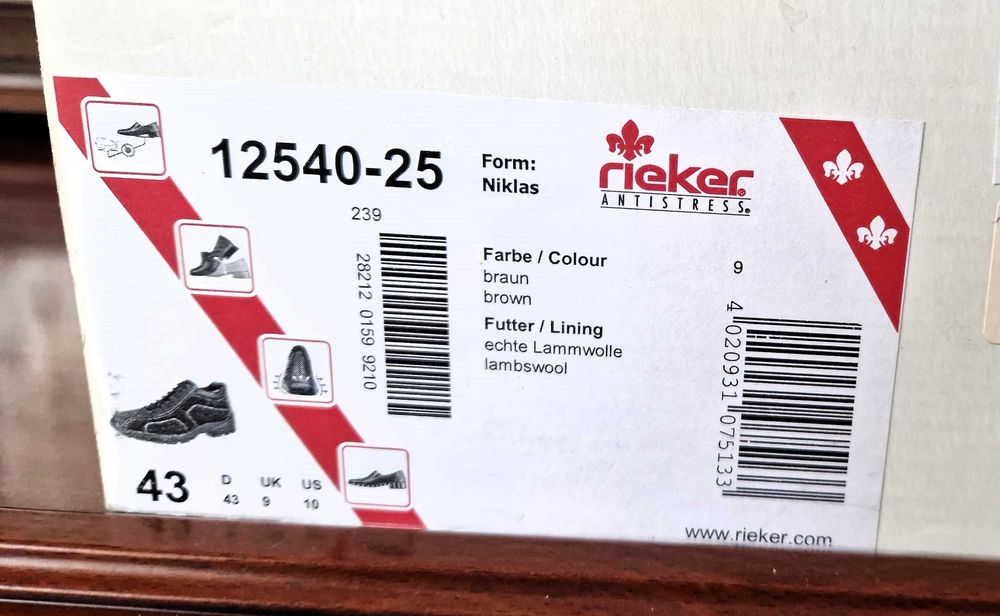 12540-25
Form:
Niklas
rieker®
ANTISTRESS®
239
28212 0159 9210
Farbe / Colour
braun
brown
Futter / Lining
echte Lammwolle
lambswool
9
4 020931 075133
43
D UK US
43 9 10
www.rieker.com